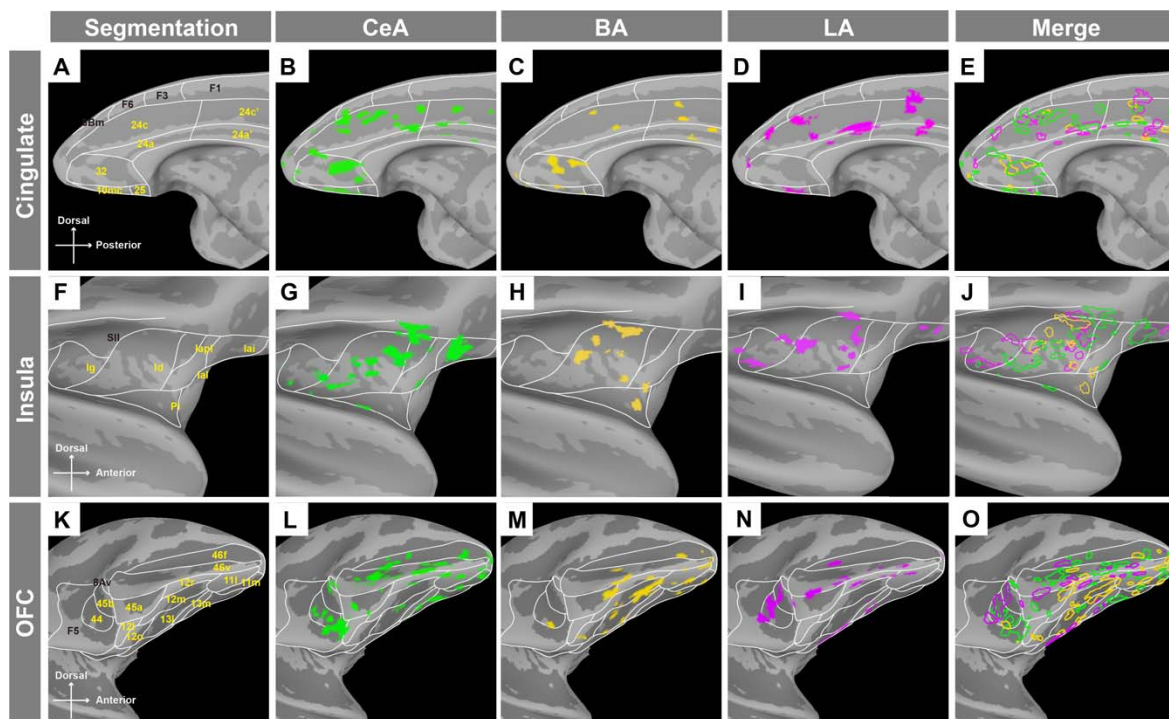 Segmentation CeA BA LA Merge
Cingulate
A B C D E
F1
F3
F6
24c'
24c
24a'
24a
32
25
Dorsal
Posterior
Insula
F G H I J
SII
Iapl Iai
Ig Id
Ial
Pi
Dorsal
Anterior
OFC
K L M N O
46f
46v
8Av 12r 11l 11m
45b 45a 12m 13m
44 13l
12l
F5 12o
Dorsal
Anterior